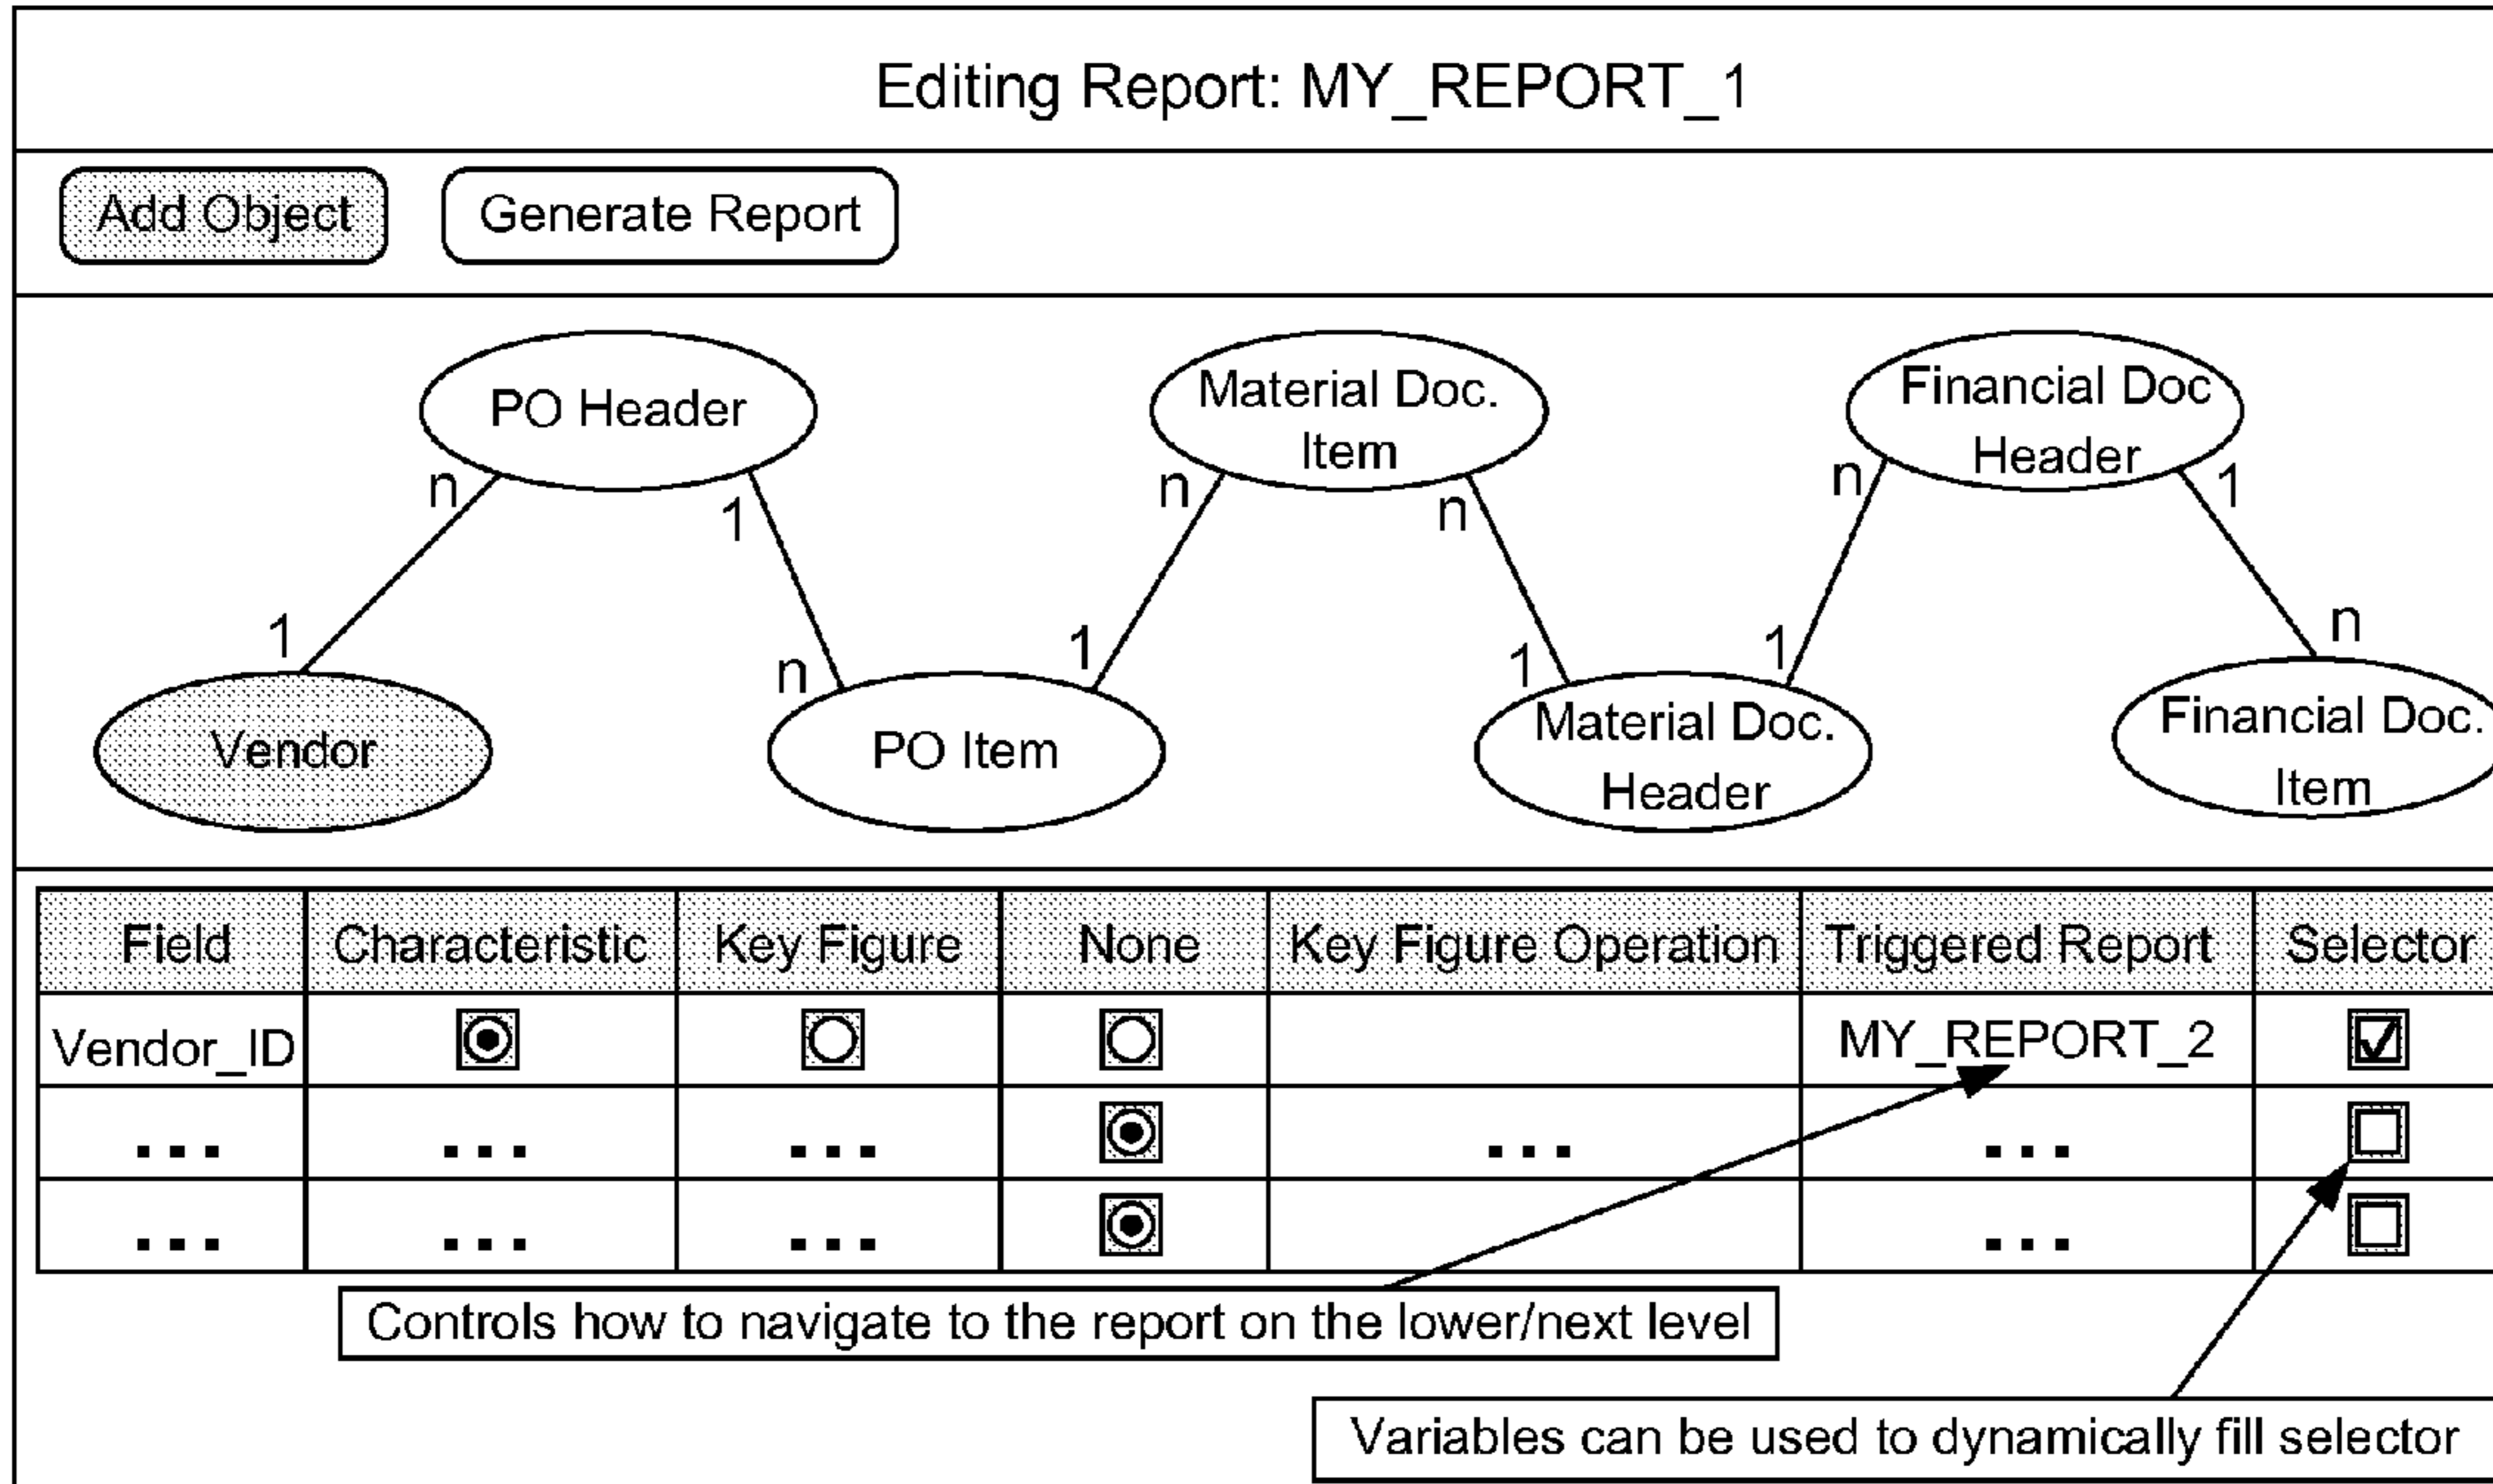 Editing Report: MY_REPORT_1
Add Object
Generate Report
PO Header
Material Doc.
Item
Financial Doc
Header
n
1
n
n
n
1
1
n
1
1
1
n
Vendor
PO Item
Material Doc.
Header
Financial Doc.
Item
Field Characteristic Key Figure None Key Figure Operation Triggered Report Selector
Vendor_ID MY_REPORT_2
... ... ... ... ...
... ... ... ...
Controls how to navigate to the report on the lower/next level
Variables can be used to dynamically fill selector